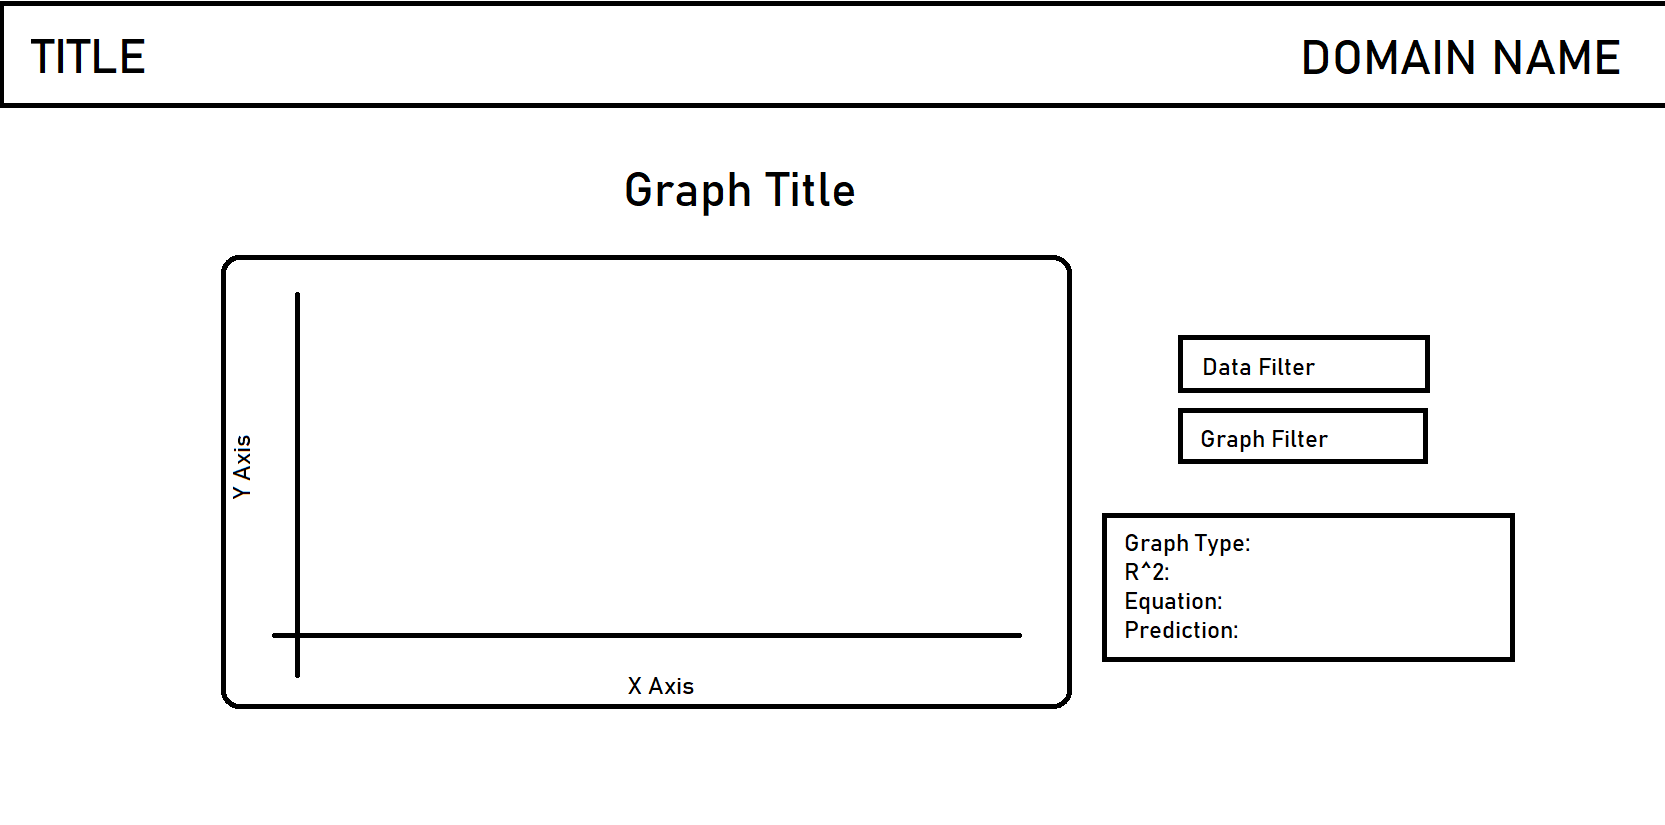 TITLE
DOMAIN NAME
Graph Title
Y Axis
X Axis
Data Filter
Graph Filter
Graph Type:
R^2:
Equation:
Prediction: